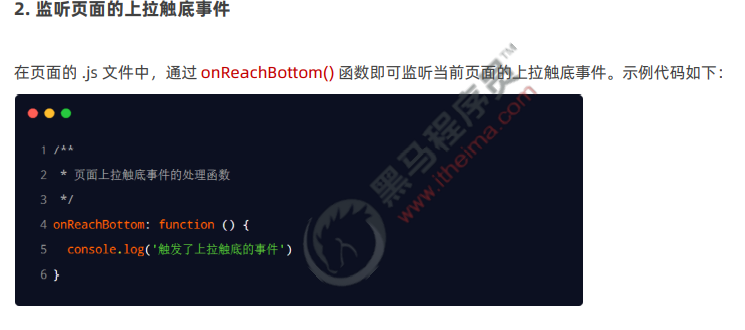 2. 监听页面的上拉触底事件
在页面的 .js 文件中，通过 onReachBottom() 函数即可监听当前页面的上拉触底事件。示例代码如下：
1 /**
2  * 页面上拉触底事件的处理函数
3  */
4 onReachBottom: function () {
5   console.log('触发了上拉触底的事件')
6 }
黑马程序员™
www.itheima.com